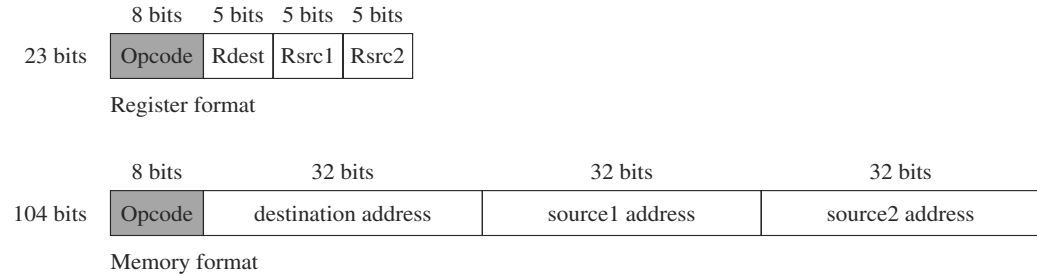 8 bits 5 bits 5 bits 5 bits
23 bits Opcode Rdest Rsrc1 Rsrc2
Register format
8 bits 32 bits 32 bits 32 bits
104 bits Opcode destination address source1 address source2 address
Memory format